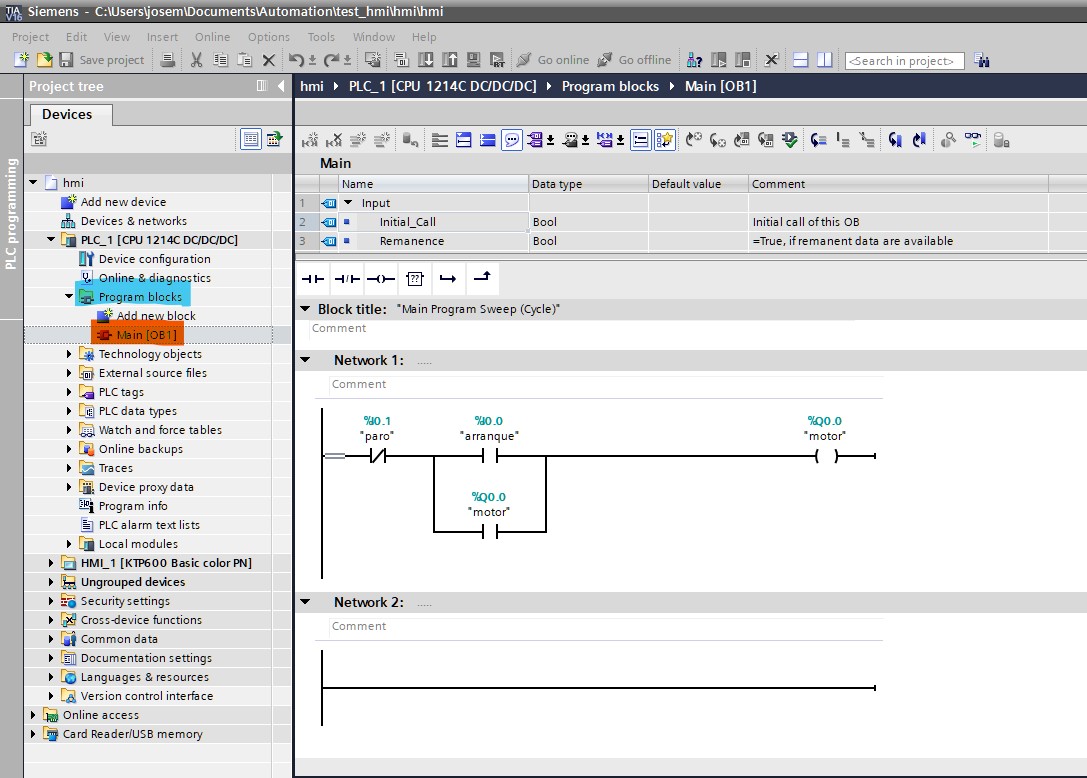 TIA V16 Siemens - C:\Users\josem\Documents\Automation\test_hmi\hmi\hmi
Project Edit View Insert Online Options Tools Window Help
Save project RT Go online Go offline <Search in project>
Project tree
Devices
PLC programming
hmi
Add new device
Devices & networks
PLC_1 [CPU 1214C DC/DC/DC]
Device configuration
Online & diagnostics
Program blocks
Add new block
Main [OB1]
Technology objects
External source files
PLC tags
PLC data types
Watch and force tables
Online backups
Traces
Device proxy data
Program info
PLC alarm text lists
Local modules
HMI_1 [KTP600 Basic color PN]
Ungrouped devices
Security settings
Cross-device functions
Common data
Documentation settings
Languages & resources
Version control interface
Online access
Card Reader/USB memory
hmi PLC_1 [CPU 1214C DC/DC/DC] Program blocks Main [OB1]
Main
Name Data type Default value Comment
1 Input
2 Initial_Call Bool Initial call of this OB
3 Remanence Bool =True, if remanent data are available
??
Block title: "Main Program Sweep (Cycle)"
Comment
Network 1: .....
Comment
%I0.1 %I0.0 %Q0.0
"paro" "arranque" "motor"
%Q0.0
"motor"
Network 2: .....
Comment